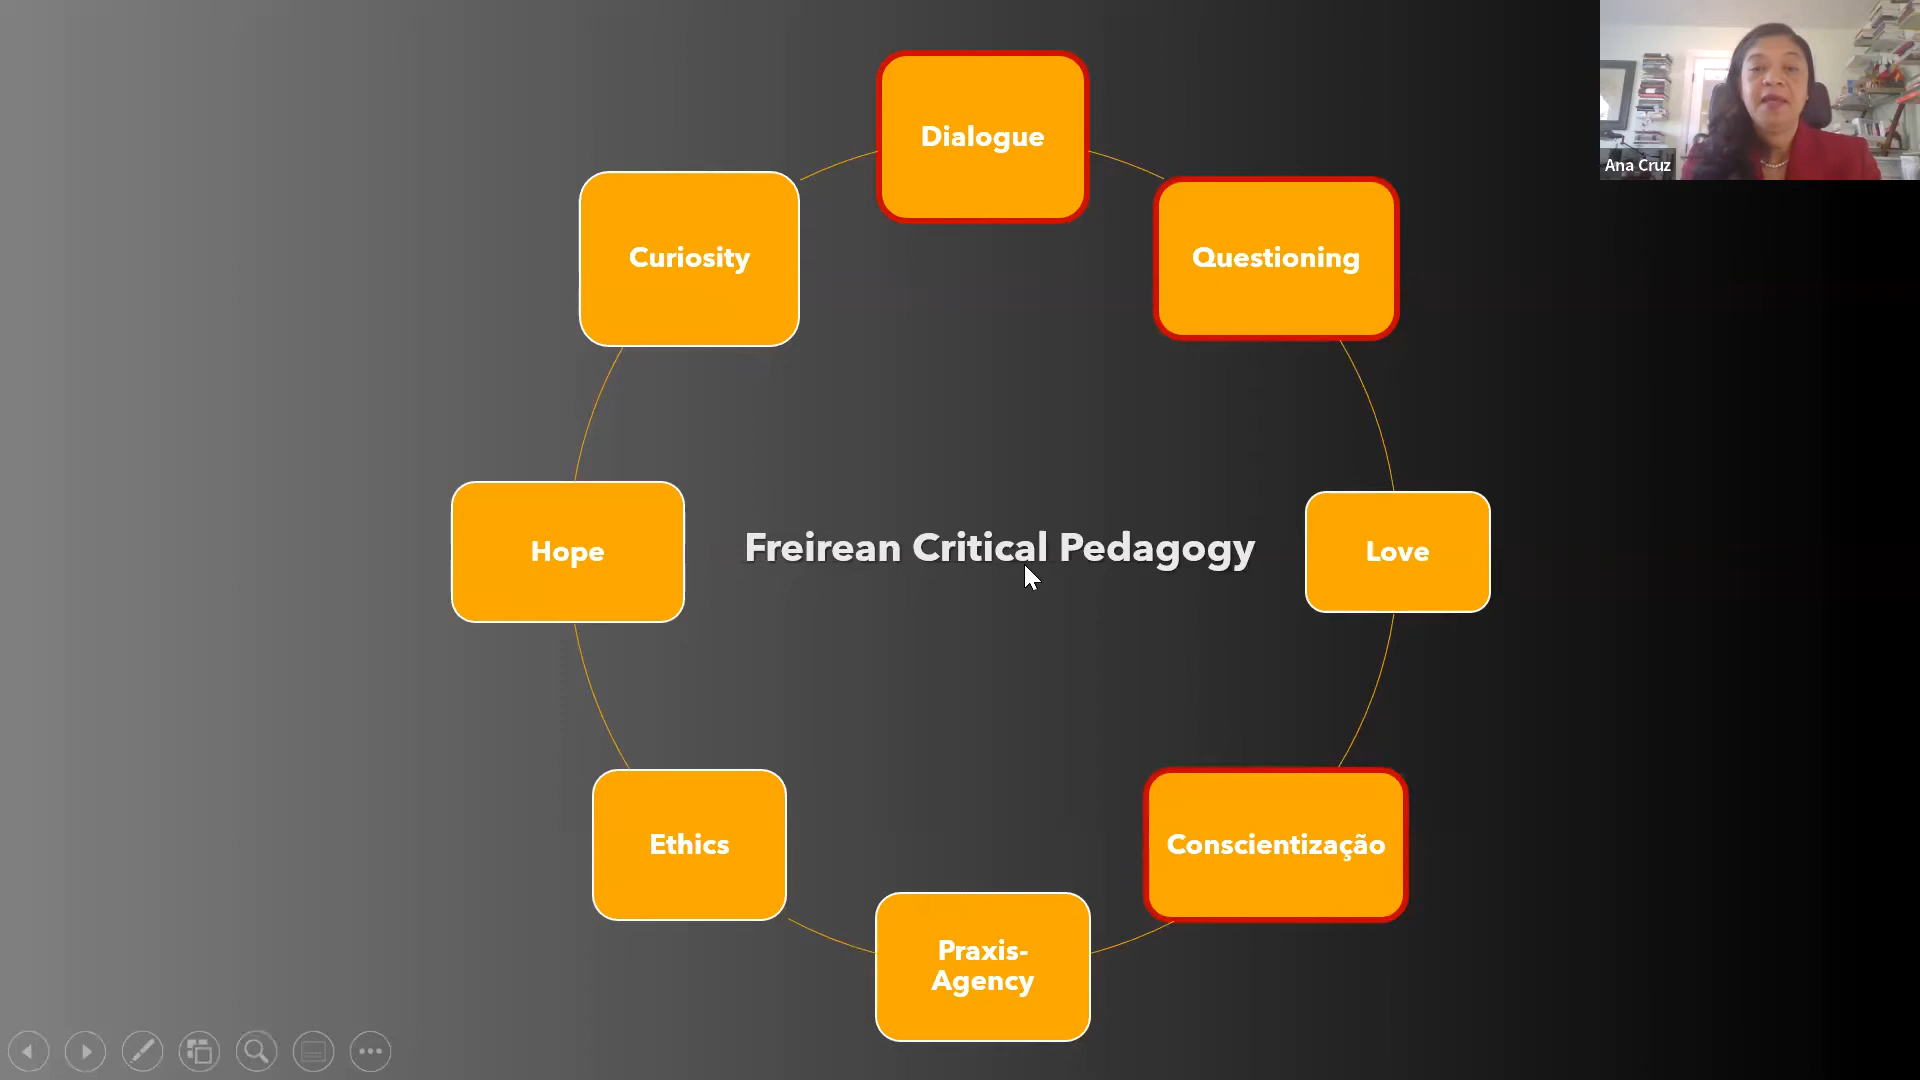 Dialogue
Questioning
Love
Conscientização
Praxis-
Agency
Ethics
Hope
Curiosity
Freirean Critical Pedagogy
Ana Cruz